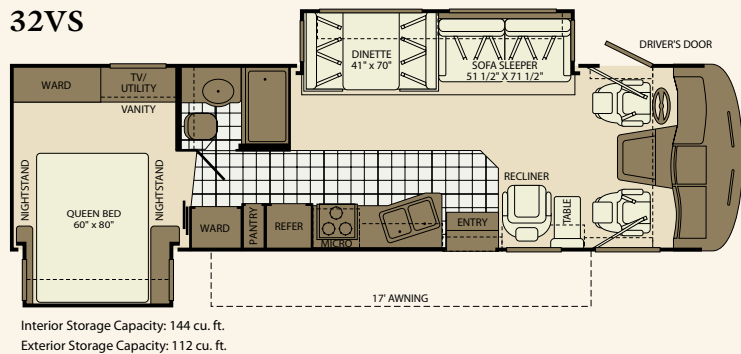 32VS
DRIVER'S DOOR
DINETTE
41" x 70"
SOFA SLEEPER
51 1/2" X 71 1/2"
WARD
TV/
UTILITY
VANITY
NIGHTSTAND
NIGHTSTAND
QUEEN BED
60" x 80"
RECLINER
TABLE
WARD
PANTRY
REFER
MICRO
ENTRY
17' AWNING
Interior Storage Capacity: 144 cu. ft.
Exterior Storage Capacity: 112 cu. ft.